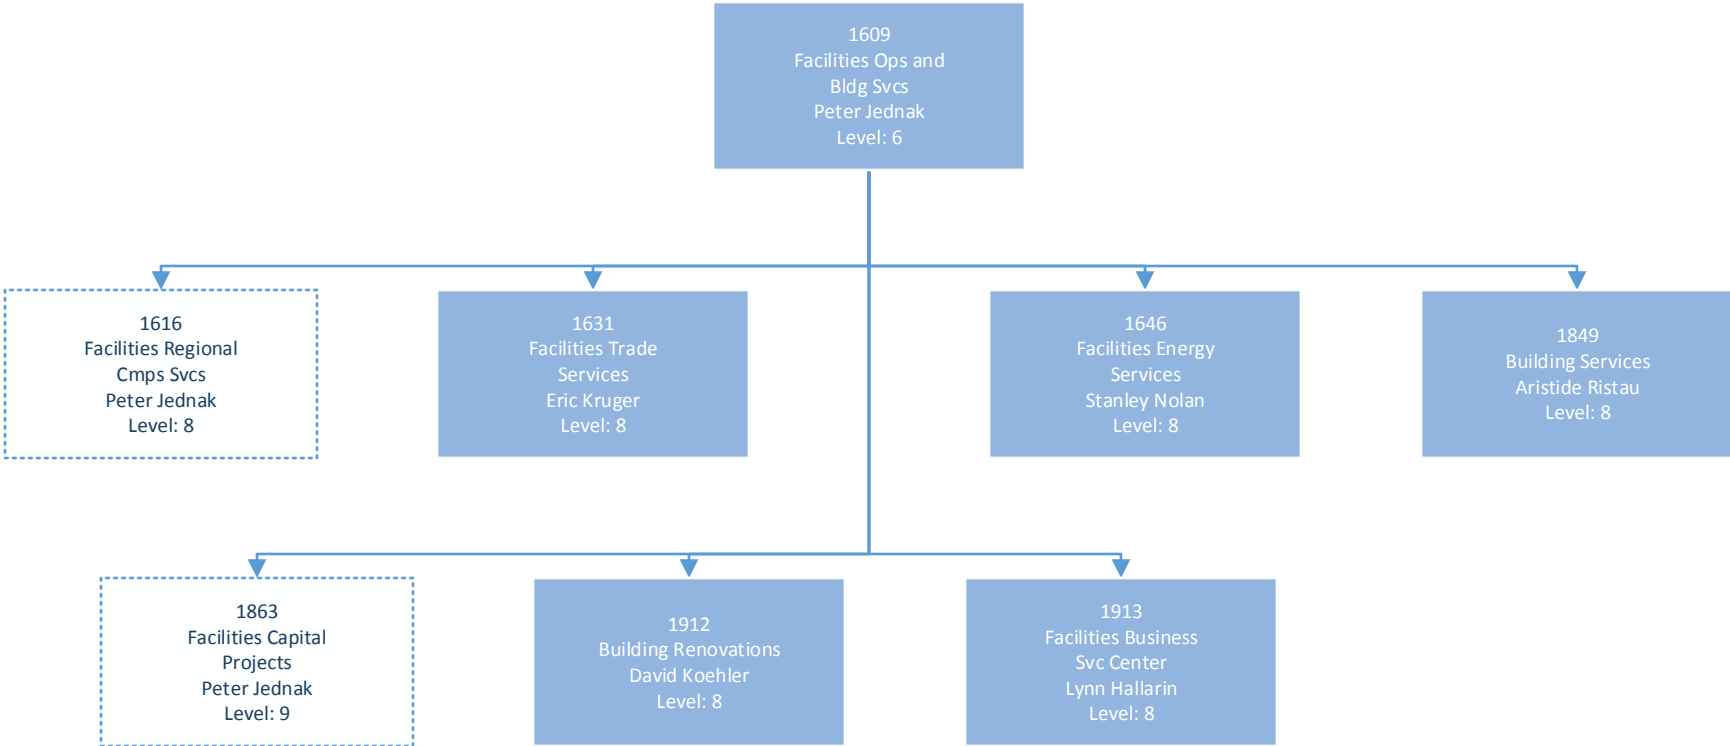 1609
Facilities Ops and
Bldg Svcs
Peter Jednak
Level: 6
1616
Facilities Regional
Cmps Svcs
Peter Jednak
Level: 8
1631
Facilities Trade
Services
Eric Kruger
Level: 8
1646
Facilities Energy
Services
Stanley Nolan
Level: 8
1849
Building Services
Aristide Ristau
Level: 8
1863
Facilities Capital
Projects
Peter Jednak
Level: 9
1912
Building Renovations
David Koehler
Level: 8
1913
Facilities Business
Svc Center
Lynn Hallarin
Level: 8